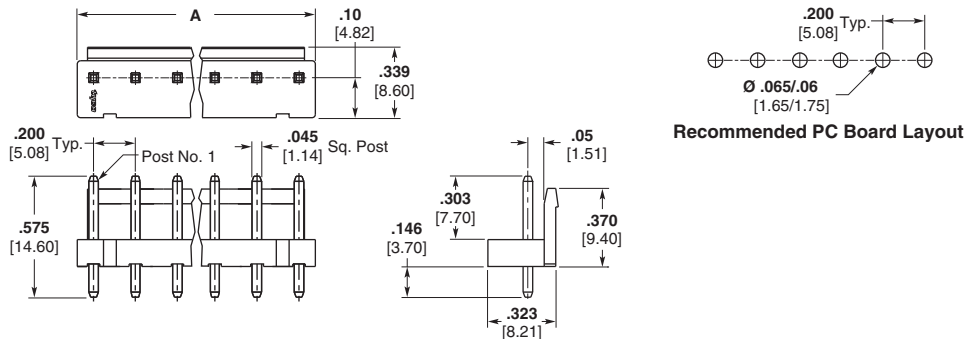 A
.10
[4.82]
.339
[8.60]
.200
[5.08] Typ.
Post No. 1
.045
[1.14] Sq. Post
.575
[14.60]
.05
[1.51]
.303
[7.70]
.146
[3.70]
.370
[9.40]
.323
[8.21]
.200
[5.08] Typ.
Ø .065/.06
[1.65/1.75]
Recommended PC Board Layout